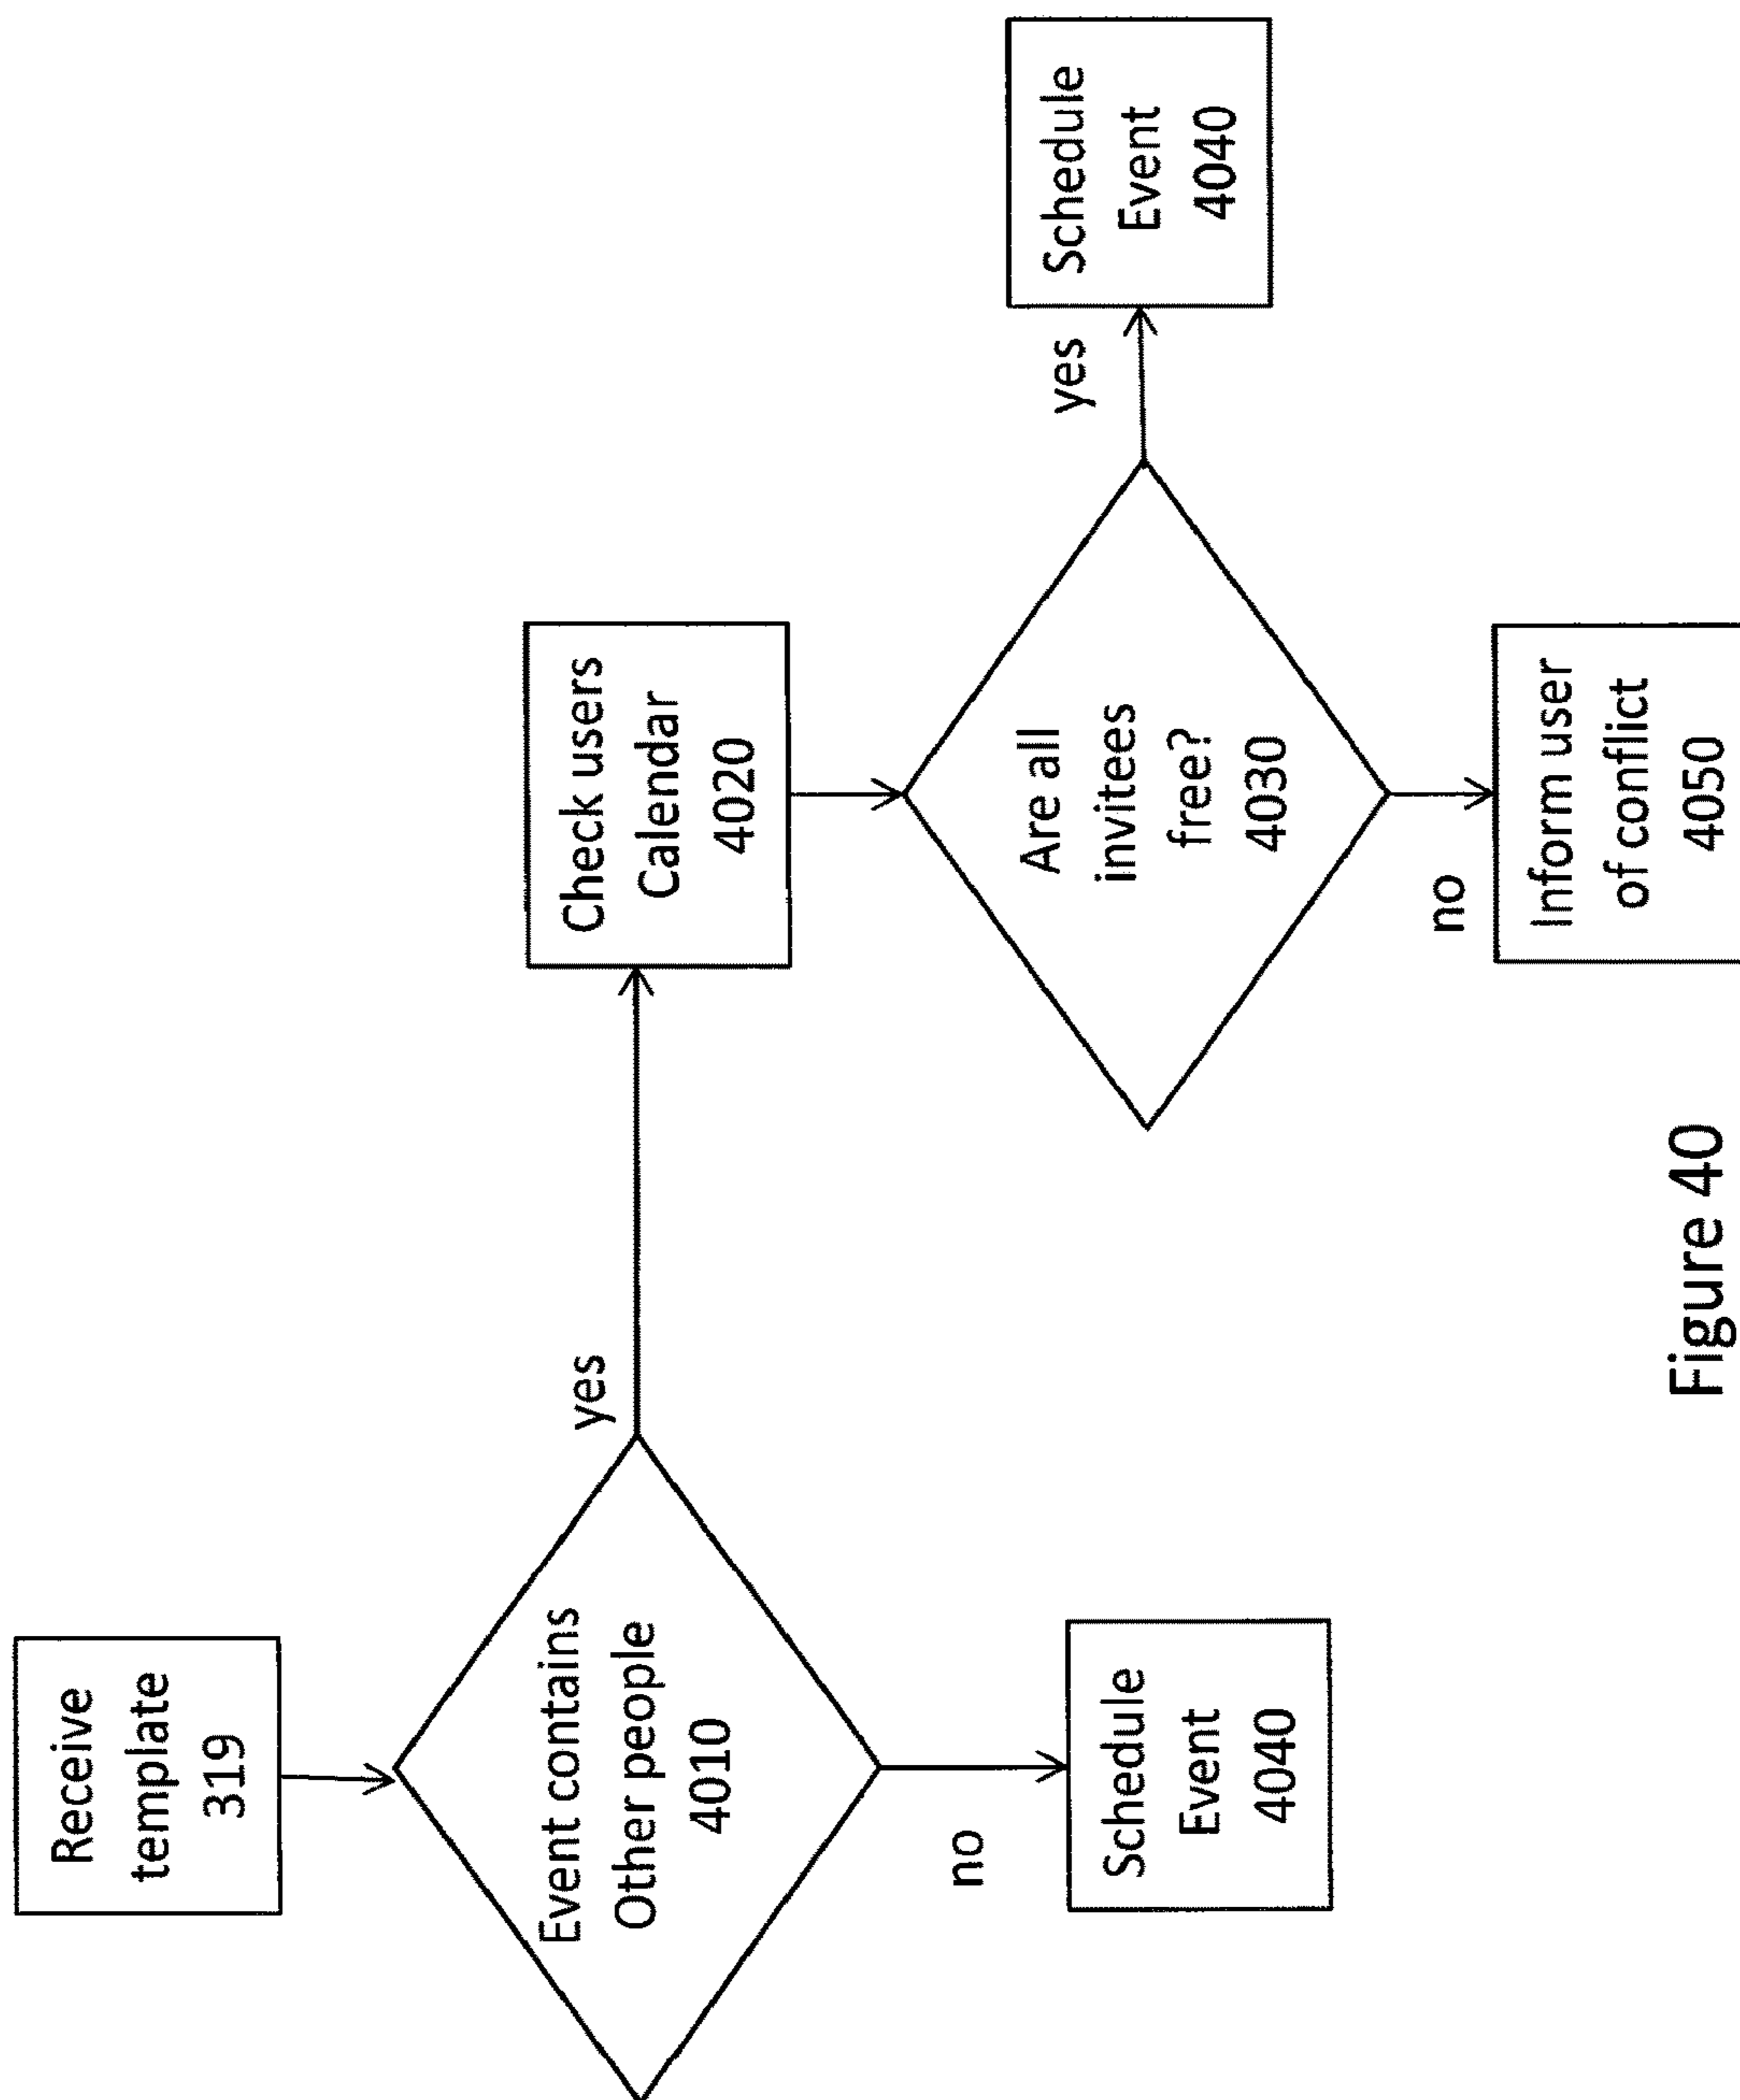 Receive
template
319
Event contains
Other people
4010
yes
no
Schedule
Event
4040
Check users
Calendar
4020
Are all
invitees
free?
4030
yes
Schedule
Event
4040
no
Inform user
of conflict
4050
Figure 40